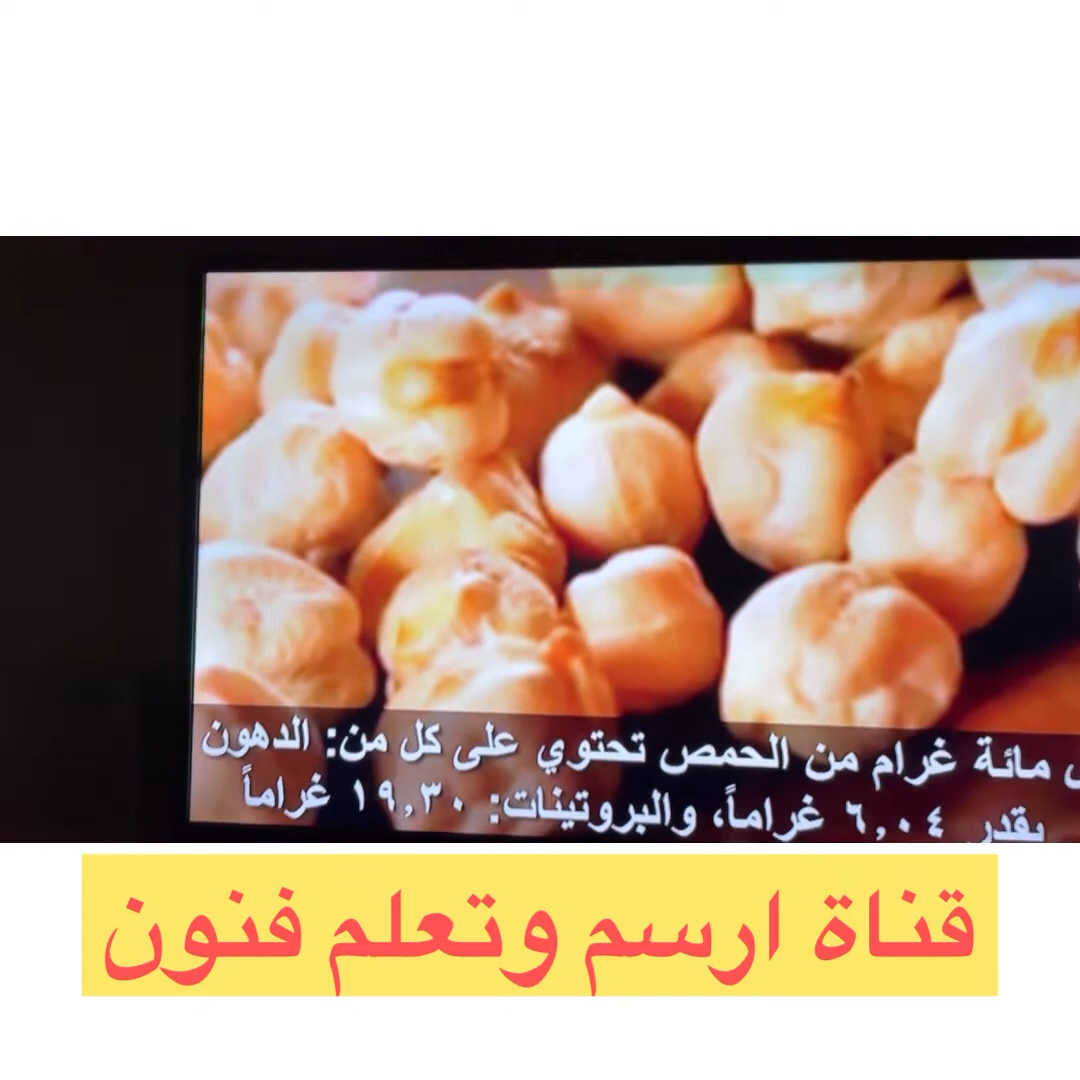 مائة غرام من الحمص تحتوي على كل من: الدهون
بقدر ٦,٠٤ غراماً، والبروتينات: ١٩,٣٠ غراماً
قناة ارسم وتعلم فنون